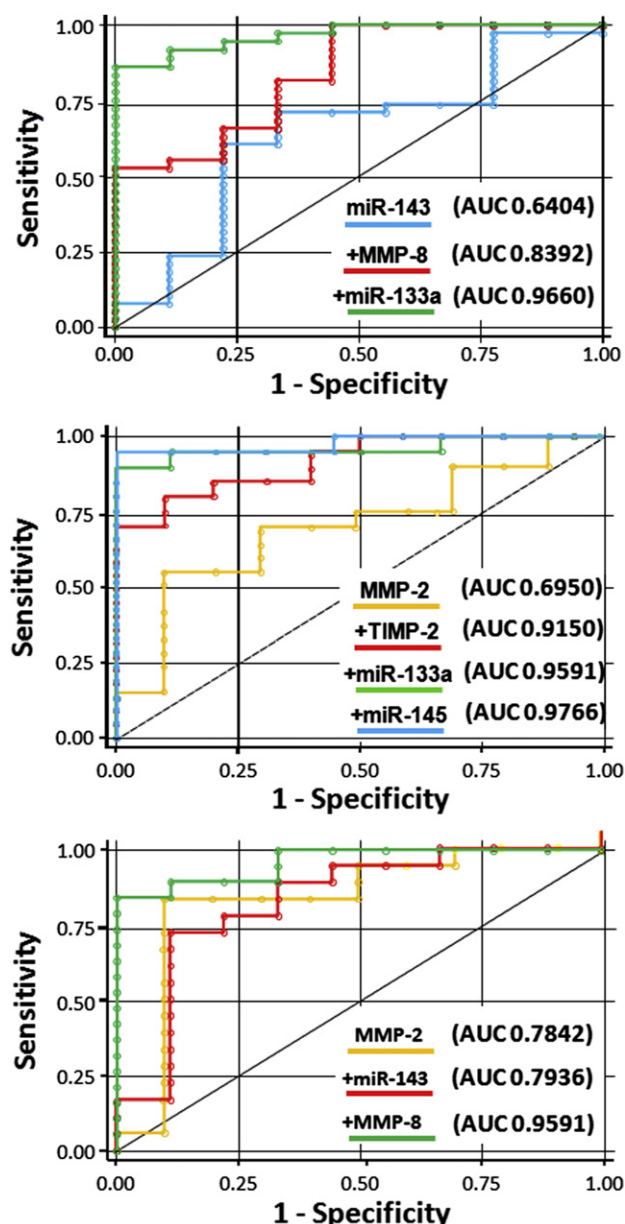 1.00
0.75
0.50
0.25
0.00
Sensitivity
miR-143 (AUC 0.6404)
+MMP-8 (AUC 0.8392)
+miR-133a (AUC 0.9660)
0.00 0.25 0.50 0.75 1.00
1 - Specificity
1.00
0.75
0.50
0.25
0.00
Sensitivity
MMP-2 (AUC 0.6950)
+TIMP-2 (AUC 0.9150)
+miR-133a (AUC 0.9591)
+miR-145 (AUC 0.9766)
0.00 0.25 0.50 0.75 1.00
1 - Specificity
1.00
0.75
0.50
0.25
0.00
Sensitivity
MMP-2 (AUC 0.7842)
+miR-143 (AUC 0.7936)
+MMP-8 (AUC 0.9591)
0.00 0.25 0.50 0.75 1.00
1 - Specificity